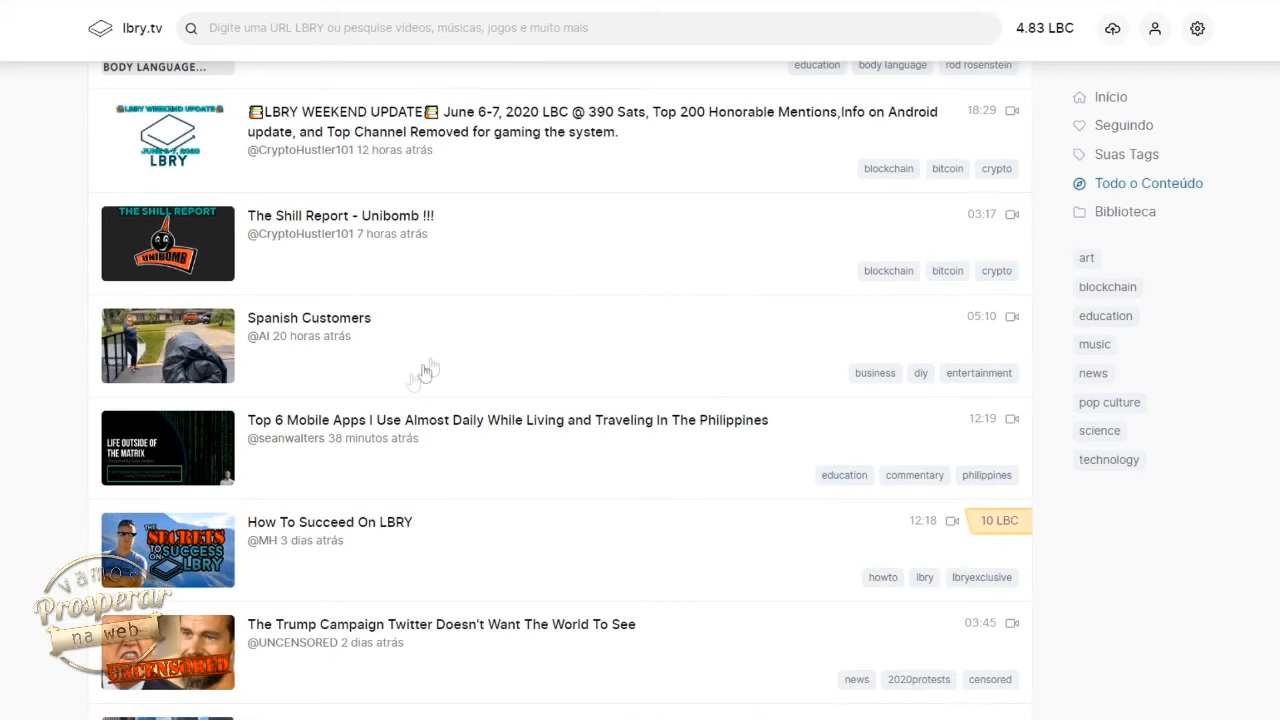 lbry.tv
Digite uma URL LBRY ou pesquise vídeos, músicas, jogos e muito mais
4.83 LBC
BODY LANGUAGE...
education
body language
rod rosenstein
LBRY WEEKEND UPDATE
JUNE 6-7, 2020
LBRY
📚LBRY WEEKEND UPDATE📚 June 6-7, 2020 LBC @ 390 Sats, Top 200 Honorable Mentions,Info on Android
update, and Top Channel Removed for gaming the system.
@CryptoHustler101 12 horas atrás
18:29
blockchain
bitcoin
crypto
THE SHILL REPORT
UNIBOMB
The Shill Report - Unibomb !!!
@CryptoHustler101 7 horas atrás
03:17
blockchain
bitcoin
crypto
Spanish Customers
@AI 20 horas atrás
05:10
business
diy
entertainment
LIFE OUTSIDE OF
THE MATRIX
Top 6 Mobile Apps I Use Almost Daily While Living and Traveling In The Philippines
@seanwalters 38 minutos atrás
12:19
education
commentary
philippines
THE
SECRETS
TO SUCCESS
ON LBRY
How To Succeed On LBRY
@MH 3 dias atrás
12:18
10 LBC
howto
lbry
lbryexclusive
UNCENSORED
The Trump Campaign Twitter Doesn't Want The World To See
@UNCENSORED 2 dias atrás
03:45
news
2020protests
censored
Início
Seguindo
Suas Tags
Todo o Conteúdo
Biblioteca
art
blockchain
education
music
news
pop culture
science
technology
vamo
Prosperar
na web